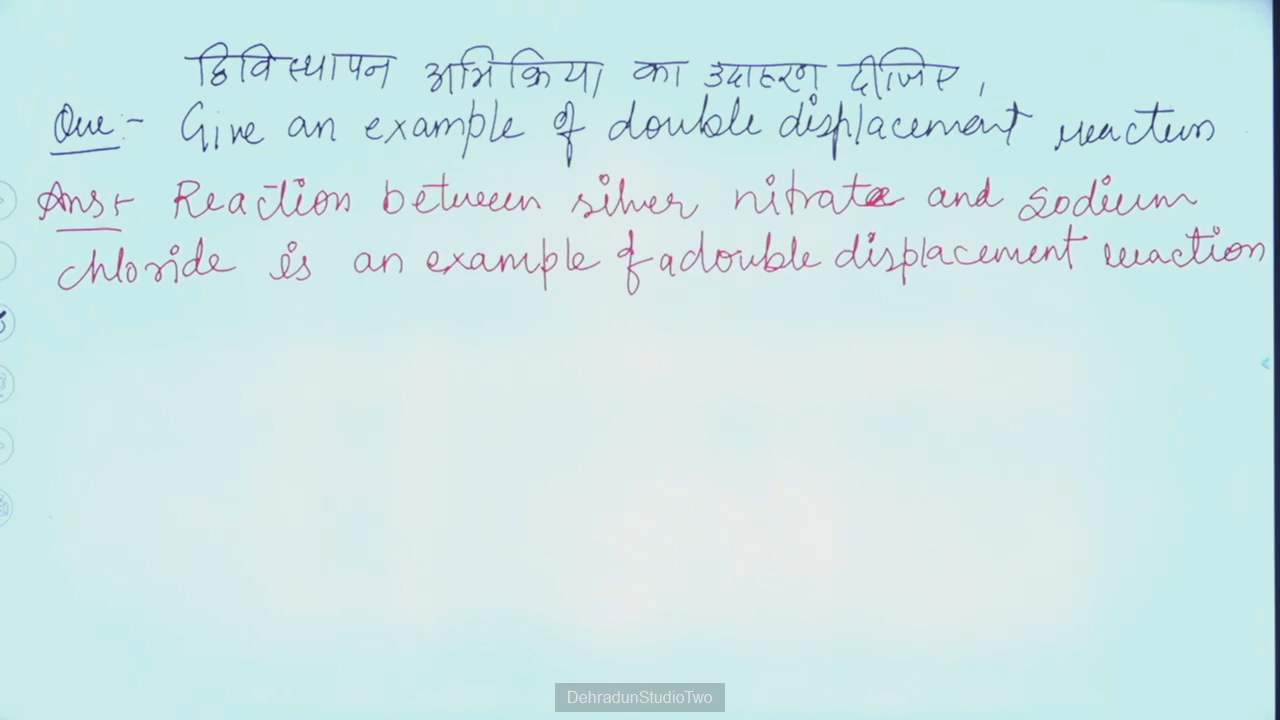 द्विविस्थापन अभिक्रिया का उदाहरण दीजिए,
Que:- Give an example of double displacement reaction
Ans:- Reaction between silver nitrate and sodium
chloride is an example of a double displacement reaction
DehradunStudioTwo